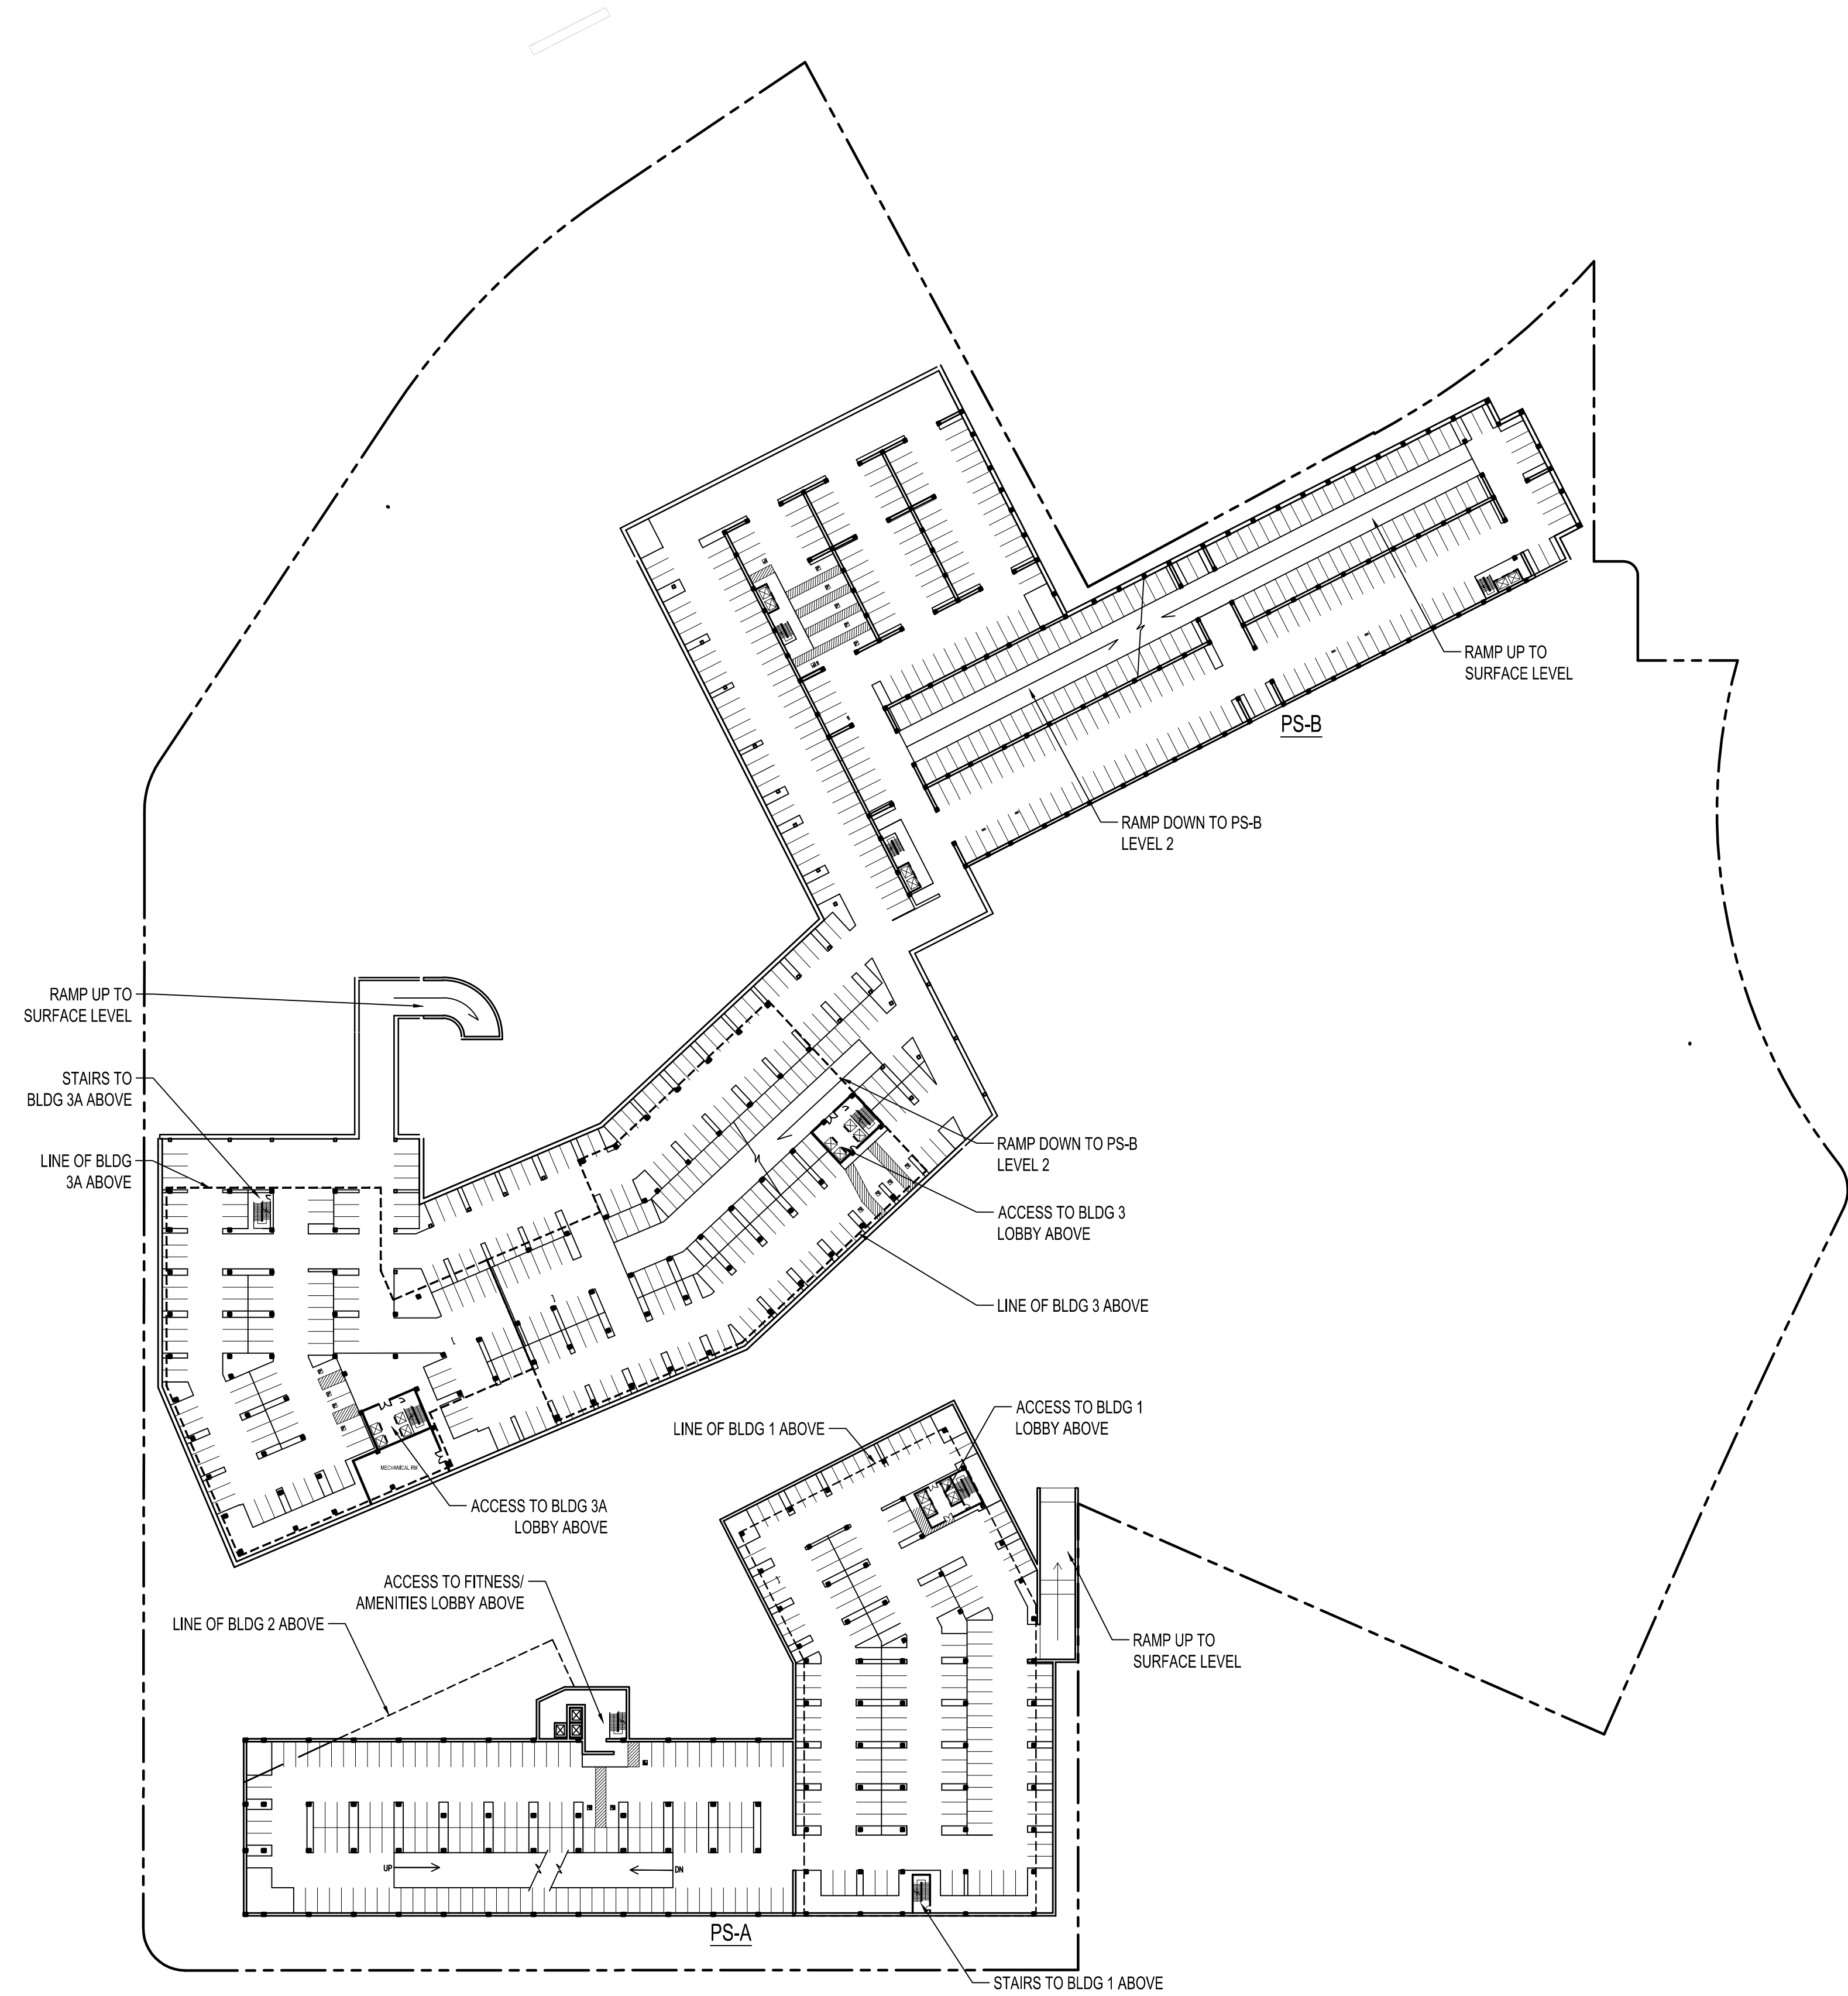 RAMP UP TO
SURFACE LEVEL
PS-B
RAMP DOWN TO PS-B
LEVEL 2
RAMP UP TO
SURFACE LEVEL
STAIRS TO
BLDG 3A ABOVE
LINE OF BLDG
3A ABOVE
RAMP DOWN TO PS-B
LEVEL 2
ACCESS TO BLDG 3
LOBBY ABOVE
LINE OF BLDG 3 ABOVE
MECHANICAL RM
ACCESS TO BLDG 3A
LOBBY ABOVE
LINE OF BLDG 1 ABOVE
ACCESS TO BLDG 1
LOBBY ABOVE
ACCESS TO FITNESS/
AMENITIES LOBBY ABOVE
LINE OF BLDG 2 ABOVE
RAMP UP TO
SURFACE LEVEL
UP
DN
PS-A
STAIRS TO BLDG 1 ABOVE